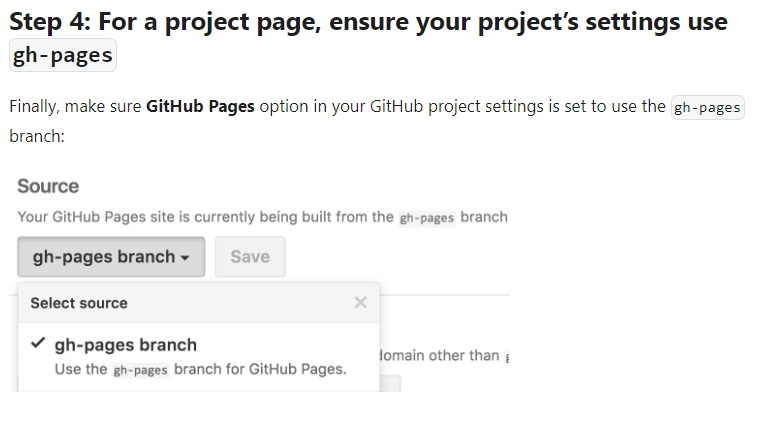 Step 4: For a project page, ensure your project’s settings use
gh-pages
Finally, make sure GitHub Pages option in your GitHub project settings is set to use the gh-pages
branch:
Source
Your GitHub Pages site is currently being built from the gh-pages branch
gh-pages branch Save
Select source
gh-pages branch
Use the gh-pages branch for GitHub Pages.
domain other than